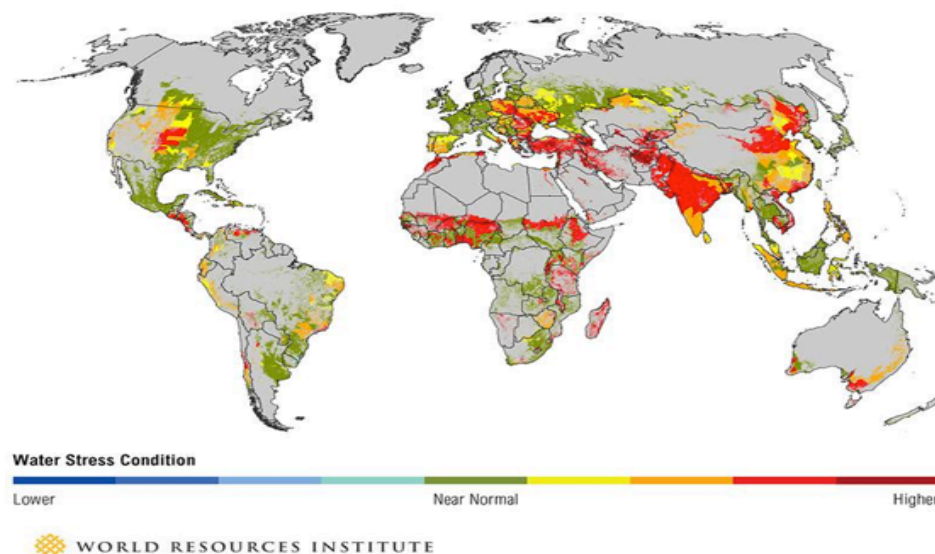 Water Stress Condition
Lower Near Normal Higher
WORLD RESOURCES INSTITUTE